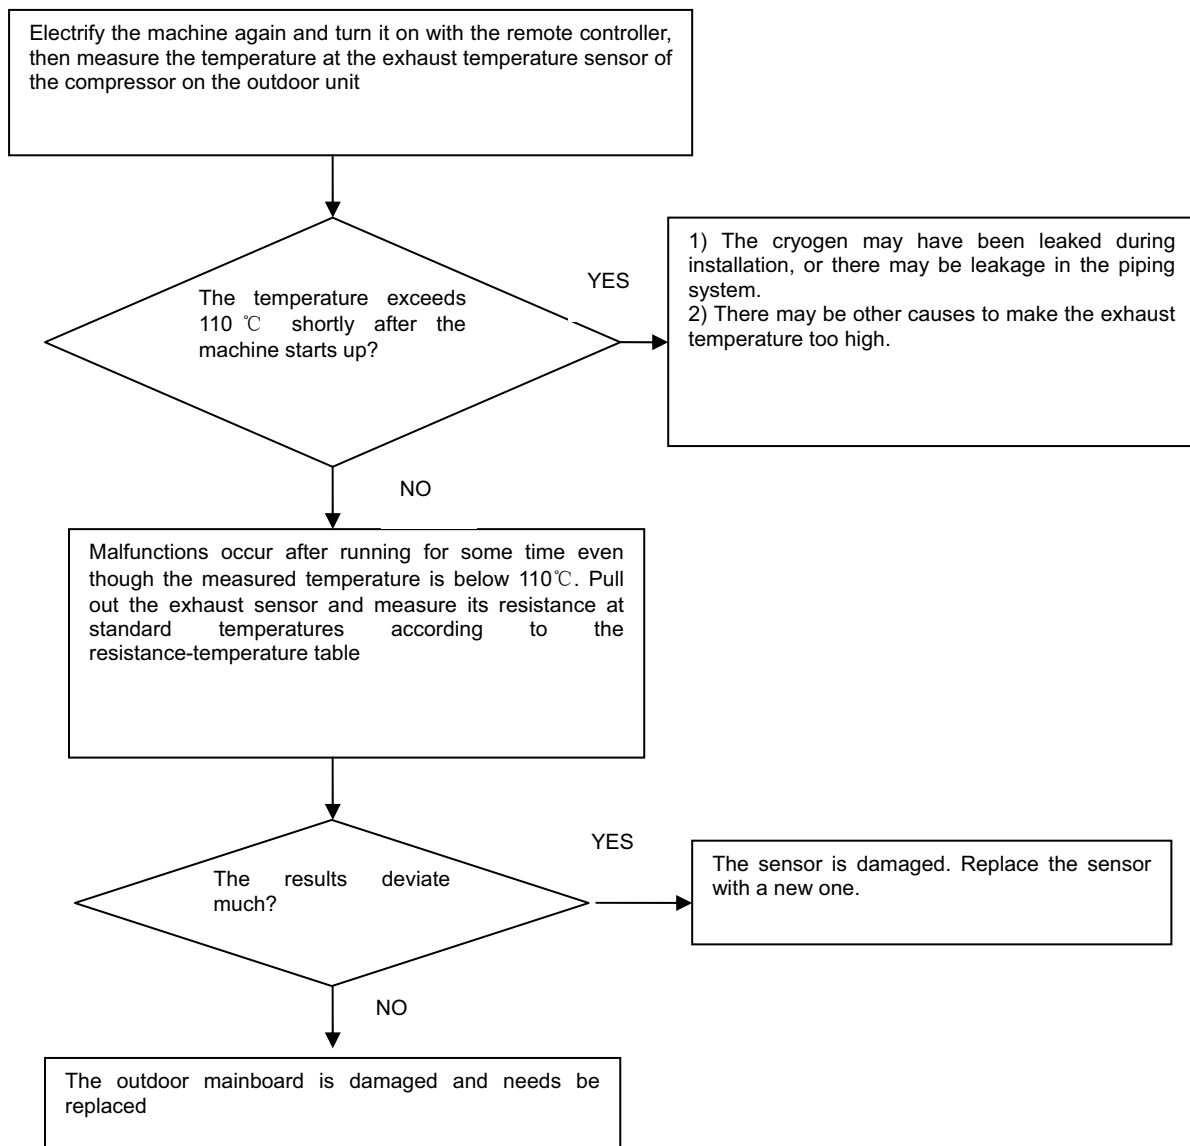 Electrify the machine again and turn it on with the remote controller,
then measure the temperature at the exhaust temperature sensor of
the compressor on the outdoor unit
The temperature exceeds
110 ℃ shortly after the
machine starts up?
YES
1) The cryogen may have been leaked during
installation, or there may be leakage in the piping
system.
2) There may be other causes to make the exhaust
temperature too high.
NO
Malfunctions occur after running for some time even
though the measured temperature is below 110℃. Pull
out the exhaust sensor and measure its resistance at
standard temperatures according to the
resistance-temperature table
The results deviate
much?
YES
The sensor is damaged. Replace the sensor
with a new one.
NO
The outdoor mainboard is damaged and needs be
replaced